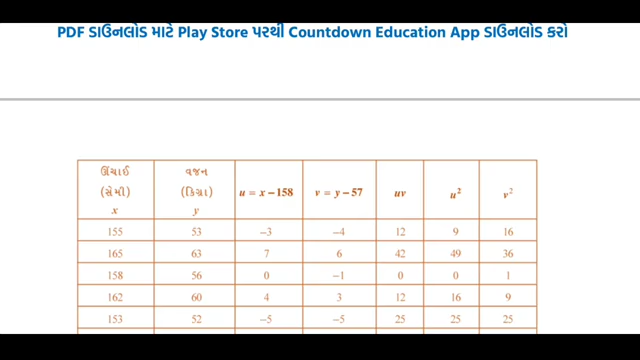 PDF ડાઉનલોડ માટે Play Store પરથી Countdown Education App ડાઉનલોડ કરો
ઊંચાઈ (સેમી) x વજન (કિગ્રા) y u = x − 158 v = y − 57 uv u² v²
155 53 −3 −4 12 9 16
165 63 7 6 42 49 36
158 56 0 −1 0 0 1
162 60 4 3 12 16 9
153 52 −5 −5 25 25 25